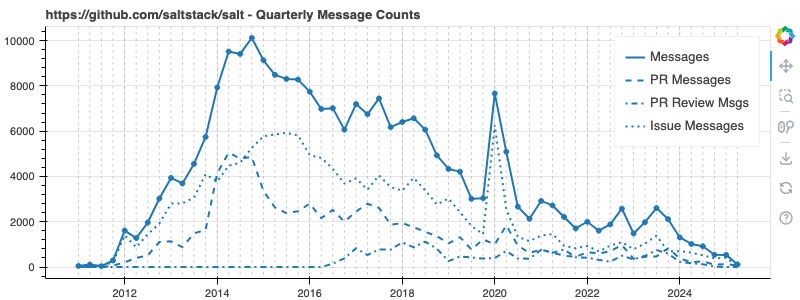 https://github.com/saltstack/salt - Quarterly Message Counts
10000
8000
6000
4000
2000
0
2012 2014 2016 2018 2020 2022 2024
Messages
PR Messages
PR Review Msgs
Issue Messages